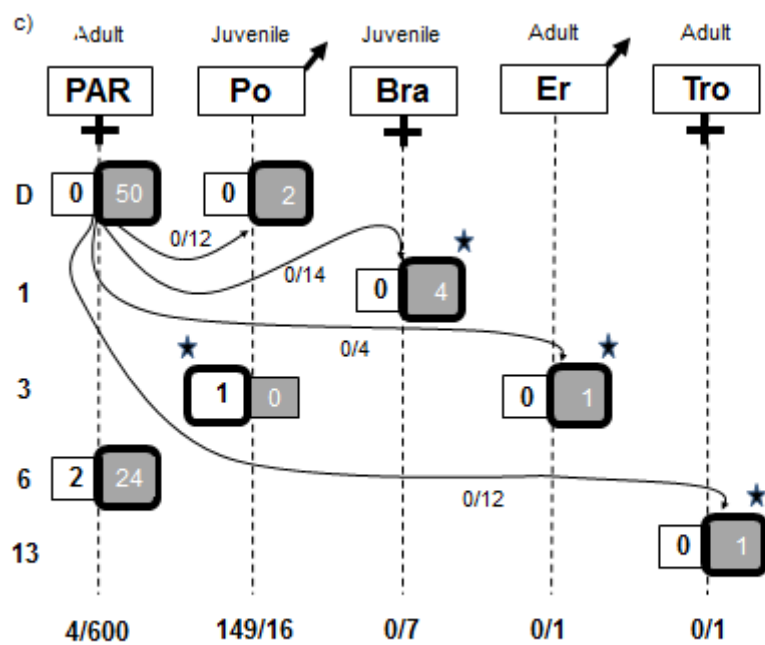 c)
Adult Juvenile Juvenile Adult Adult
PAR Po Bra Er Tro
D 0 50 0 2
0/12
0/14
1 0 4
0/4
3 1 0 0 1
6 2 24
0/12
13 0 1
4/600 149/16 0/7 0/1 0/1